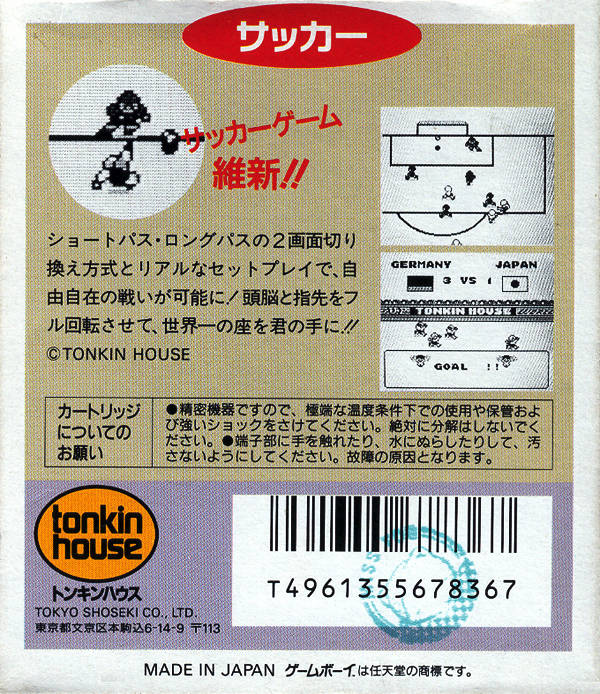 サッカー
サッカーゲーム
維新!!
ショートパス・ロングパスの2画面切り
換え方式とリアルなセットプレイで、自
由自在の戦いが可能に!頭脳と指先をフ
ル回転させて、世界一の座を君の手に!!
©TONKIN HOUSE
GERMANY JAPAN
3 VS 1
TONKIN HOUSE
GOAL !!
カートリッジ
についての
お願い
●精密機器ですので、極端な温度条件下での使用や保管およ
び強いショックをさけてください。絶対に分解はしないでく
ださい。●端子部に手を触れたり、水にぬらしたりして、汚
さないようにしてください。故障の原因となります。
tonkin
house
トンキンハウス
TOKYO SHOSEKI CO., LTD.
東京都文京区本駒込6-14-9 〒113
T4961355678367
MADE IN JAPAN ゲームボーイ は任天堂の商標です。